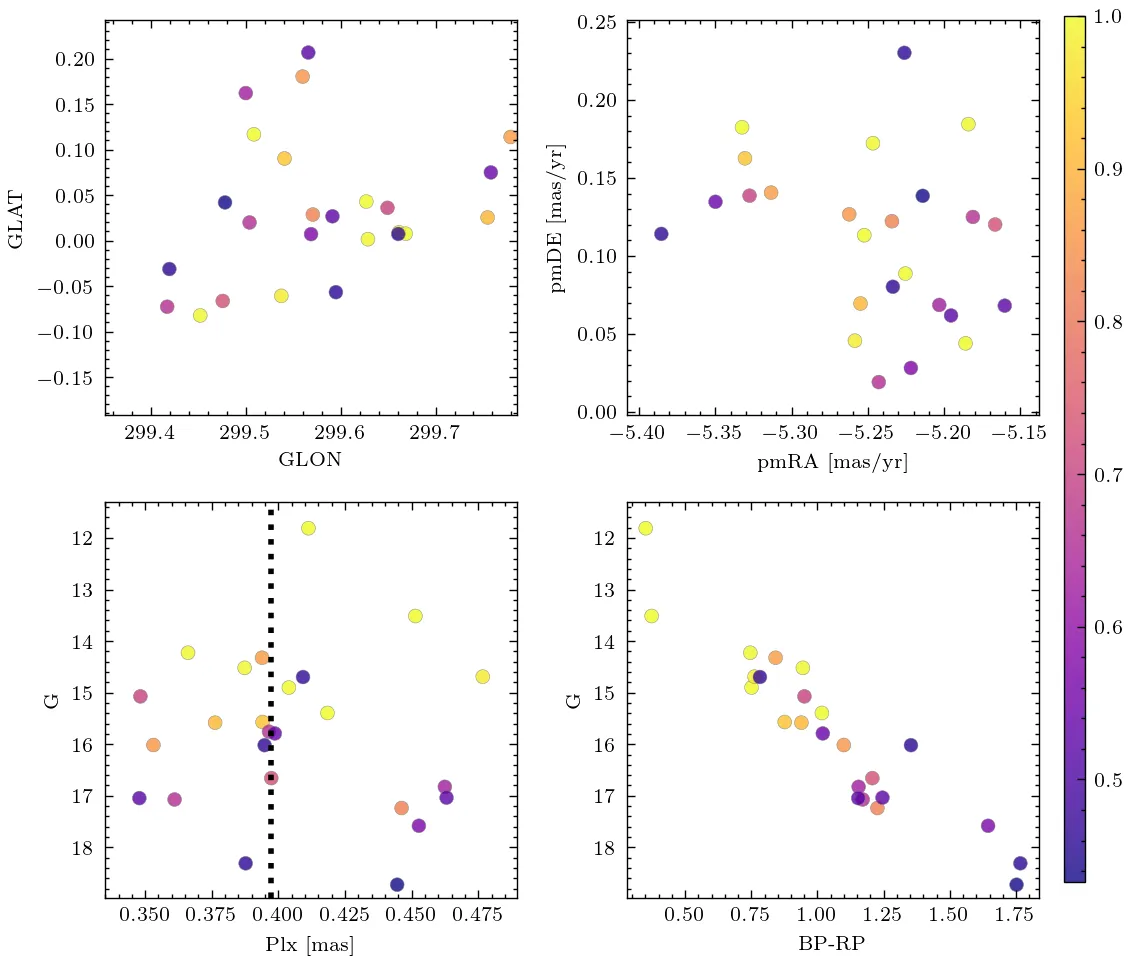 0.20
0.15
0.10
0.05
0.00
−0.05
−0.10
−0.15
GLAT
299.4 299.5 299.6 299.7
GLON
0.25
0.20
0.15
0.10
0.05
0.00
pmDE [mas/yr]
−5.40 −5.35 −5.30 −5.25 −5.20 −5.15
pmRA [mas/yr]
12
13
14
15
16
17
18
G
0.350 0.375 0.400 0.425 0.450 0.475
Plx [mas]
12
13
14
15
16
17
18
G
0.50 0.75 1.00 1.25 1.50 1.75
BP-RP
1.0
0.9
0.8
0.7
0.6
0.5